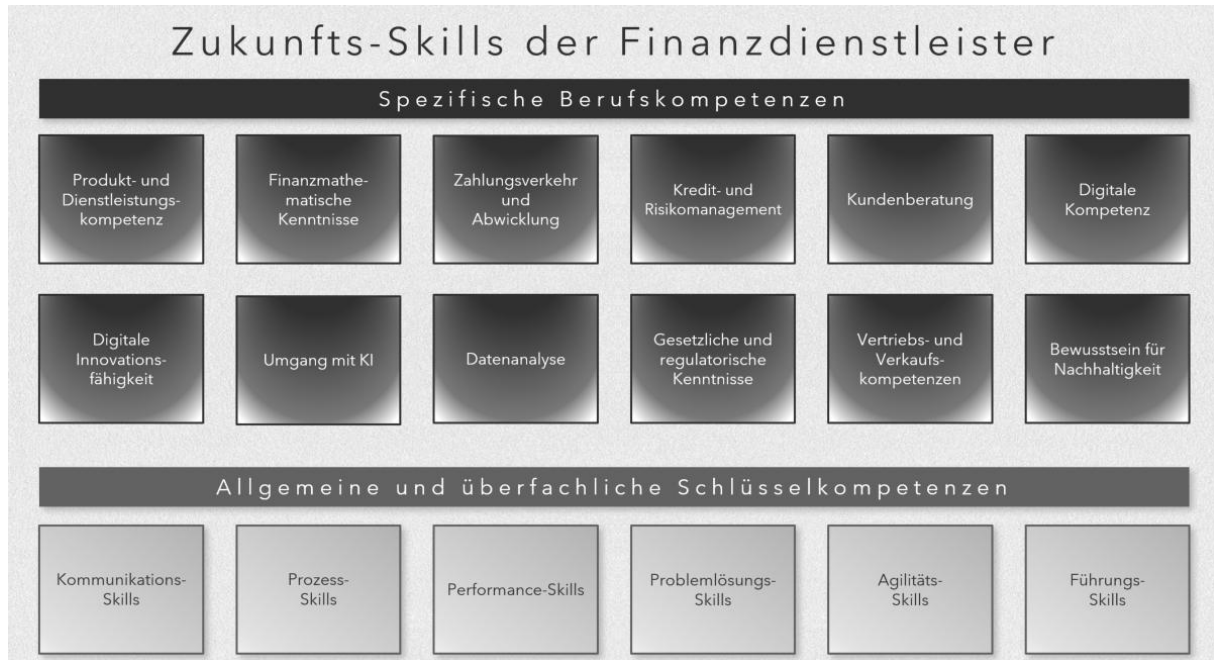 Zukunfts-Skills der Finanzdienstleister
Spezifische Berufskompetenzen
Produkt- und
Dienstleistungs-
kompetenz
Finanzmathe-
matische
Kenntnisse
Zahlungsverkehr
und
Abwicklung
Kredit- und
Risikomanagement
Kundenberatung
Digitale
Kompetenz
Digitale
Innovations-
fähigkeit
Umgang mit KI
Datenanalyse
Gesetzliche und
regulatorische
Kenntnisse
Vertriebs- und
Verkaufs-
kompetenzen
Bewusstsein für
Nachhaltigkeit
Allgemeine und überfachliche Schlüsselkompetenzen
Kommunikations-
Skills
Prozess-
Skills
Performance-Skills
Problemlösungs-
Skills
Agilitäts-
Skills
Führungs-
Skills